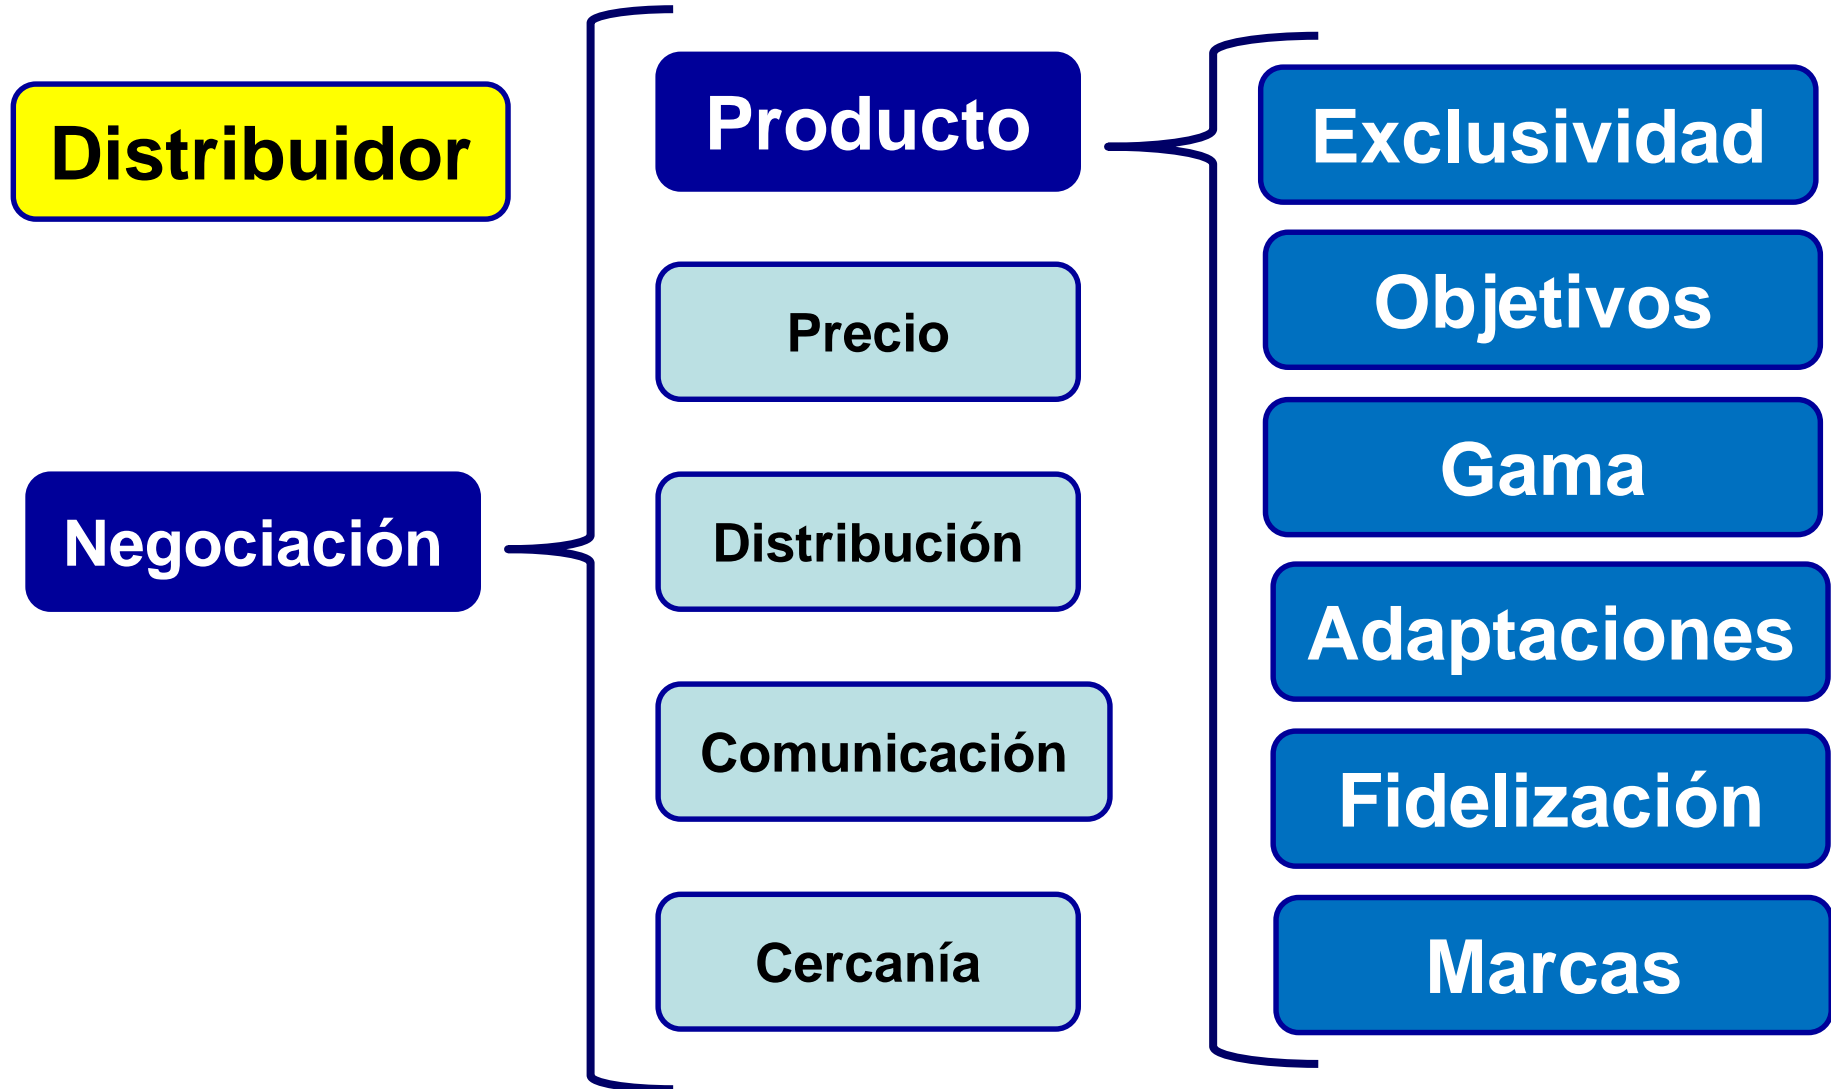 Distribuidor
Negociación
Producto
Precio
Distribución
Comunicación
Cercanía
Exclusividad
Objetivos
Gama
Adaptaciones
Fidelización
Marcas